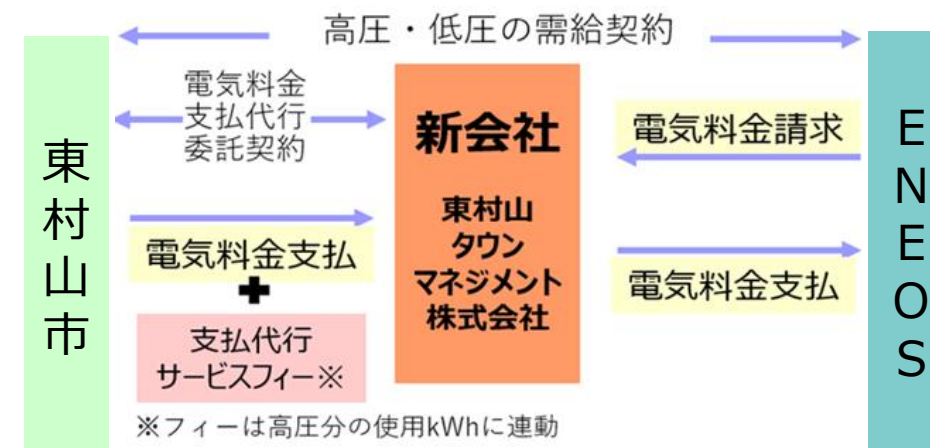 高圧・低圧の需給契約
東村山市
電気料金
支払代行
委託契約
電気料金支払
+
支払代行
サービスフィー※
※フィーは高圧分の使用kWhに連動
新会社
東村山
タウン
マネジメント
株式会社
電気料金請求
電気料金支払
ENEOS